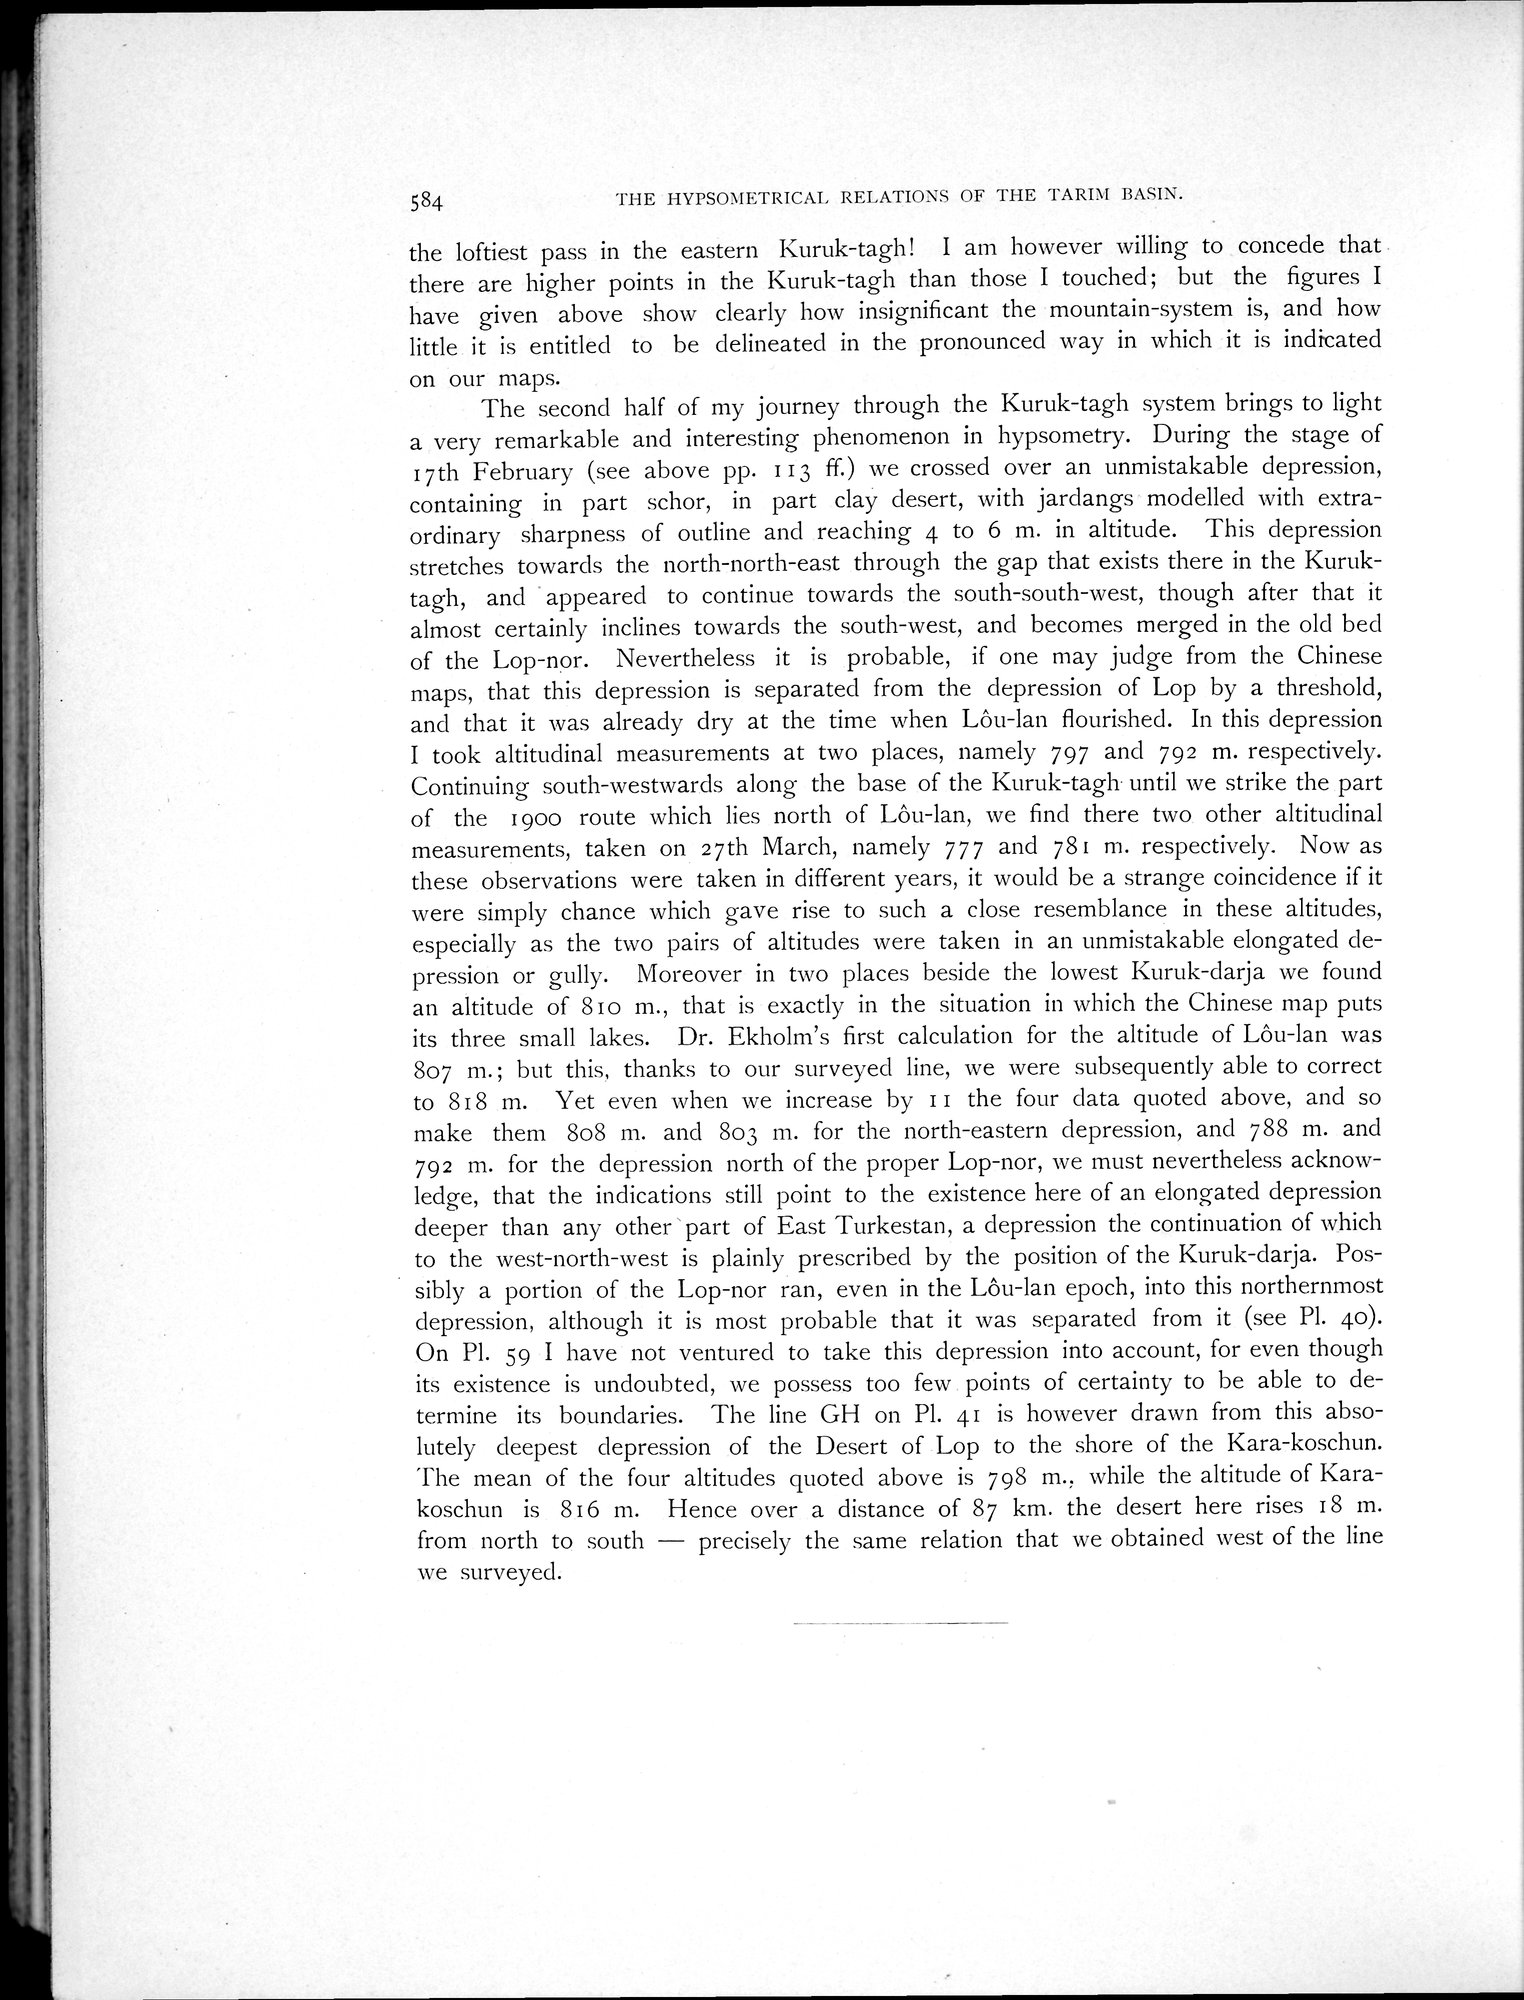 584 THE HYPSOMETRICAL RELATIONS OF THE TARIM BASIN.
the loftiest pass in the eastern Kuruk-tagh! I am however willing to concede that
there are higher points in the Kuruk-tagh than those I touched; but the figures I
have given above show clearly how insignificant the mountain-system is, and how
little it is entitled to be delineated in the pronounced way in which it is indicated
on our maps.
The second half of my journey through the Kuruk-tagh system brings to light
a very remarkable and interesting phenomenon in hypsometry. During the stage of
17th February (see above pp. 113 ff.) we crossed over an unmistakable depression,
containing in part schor, in part clay desert, with jardangs modelled with extra-
ordinary sharpness of outline and reaching 4 to 6 m. in altitude. This depression
stretches towards the north-north-east through the gap that exists there in the Kuruk-
tagh, and appeared to continue towards the south-south-west, though after that it
almost certainly inclines towards the south-west, and becomes merged in the old bed
of the Lop-nor. Nevertheless it is probable, if one may judge from the Chinese
maps, that this depression is separated from the depression of Lop by a threshold,
and that it was already dry at the time when Lôu-lan flourished. In this depression
I took altitudinal measurements at two places, namely 797 and 792 m. respectively.
Continuing south-westwards along the base of the Kuruk-tagh until we strike the part
of the 1900 route which lies north of Lôu-lan, we find there two other altitudinal
measurements, taken on 27th March, namely 777 and 781 m. respectively. Now as
these observations were taken in different years, it would be a strange coincidence if it
were simply chance which gave rise to such a close resemblance in these altitudes,
especially as the two pairs of altitudes were taken in an unmistakable elongated de-
pression or gully. Moreover in two places beside the lowest Kuruk-darja we found
an altitude of 810 m., that is exactly in the situation in which the Chinese map puts
its three small lakes. Dr. Ekholm's first calculation for the altitude of Lôu-lan was
807 m.; but this, thanks to our surveyed line, we were subsequently able to correct
to 818 m. Yet even when we increase by 11 the four data quoted above, and so
make them 808 m. and 803 m. for the north-eastern depression, and 788 m. and
792 m. for the depression north of the proper Lop-nor, we must nevertheless acknow-
ledge, that the indications still point to the existence here of an elongated depression
deeper than any other part of East Turkestan, a depression the continuation of which
to the west-north-west is plainly prescribed by the position of the Kuruk-darja. Pos-
sibly a portion of the Lop-nor ran, even in the Lôu-lan epoch, into this northernmost
depression, although it is most probable that it was separated from it (see Pl. 40).
On Pl. 59 I have not ventured to take this depression into account, for even though
its existence is undoubted, we possess too few points of certainty to be able to de-
termine its boundaries. The line GH on Pl. 41 is however drawn from this abso-
lutely deepest depression of the Desert of Lop to the shore of the Kara-koschun.
The mean of the four altitudes quoted above is 798 m., while the altitude of Kara-
koschun is 816 m. Hence over a distance of 87 km. the desert here rises 18 m.
from north to south — precisely the same relation that we obtained west of the line
we surveyed.